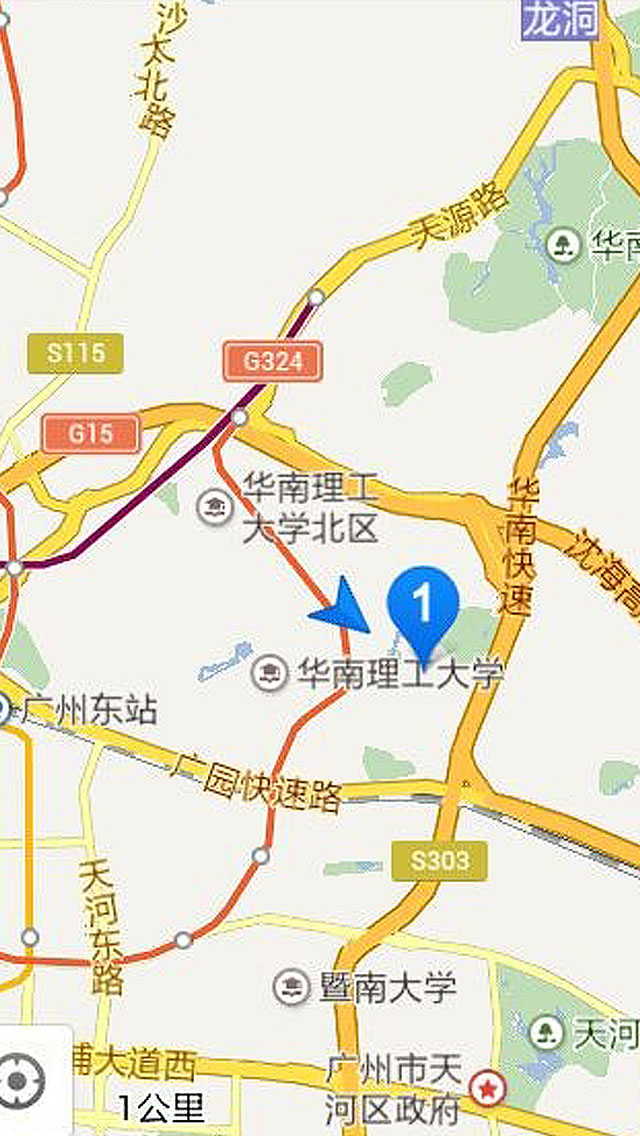 龙洞
沙太北路
天源路
华南
S115
G324
G15
华南理工
大学北区
华南快速
沈海高
1
华南理工大学
广州东站
广园快速路
S303
天河东路
暨南大学
天河
埔大道西
广州市天
河区政府
1公里